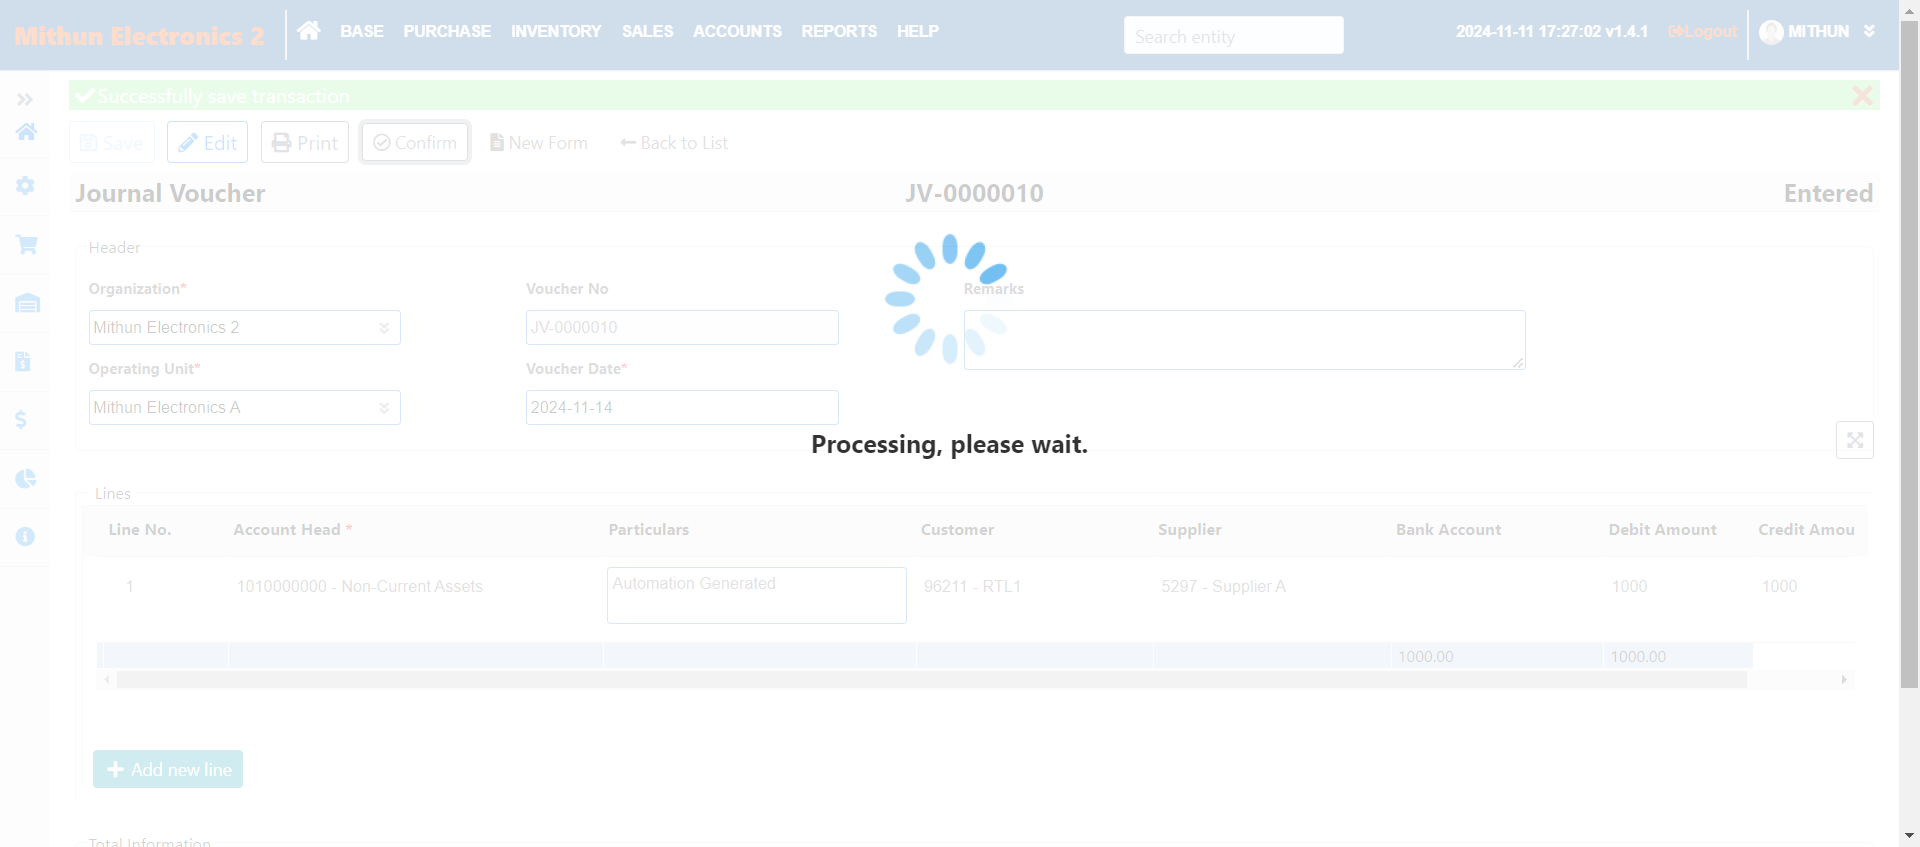 Mithun Electronics 2
BASE PURCHASE INVENTORY SALES ACCOUNTS REPORTS HELP
Search entity
2024-11-11 17:27:02 v1.4.1
Logout
MITHUN
Successfully save transaction
Save Edit Print Confirm New Form Back to List
Journal Voucher JV-0000010 Entered
Header
Organization* Voucher No Remarks
Mithun Electronics 2 JV-0000010
Operating Unit* Voucher Date*
Mithun Electronics A 2024-11-14
Processing, please wait.
Lines
Line No. Account Head * Particulars Customer Supplier Bank Account Debit Amount Credit Amou
1 1010000000 - Non-Current Assets Automation Generated 96211 - RTL1 5297 - Supplier A 1000 1000
1000.00 1000.00
Add new line
Total Information